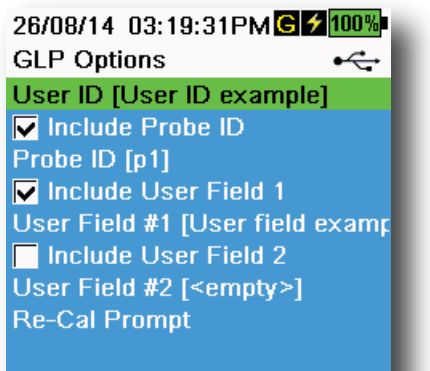 26/08/14 03:19:31PM G 100%
GLP Options
User ID [User ID example]
Include Probe ID
Probe ID [p1]
Include User Field 1
User Field #1 [User field examp
Include User Field 2
User Field #2 [<empty>]
Re-Cal Prompt